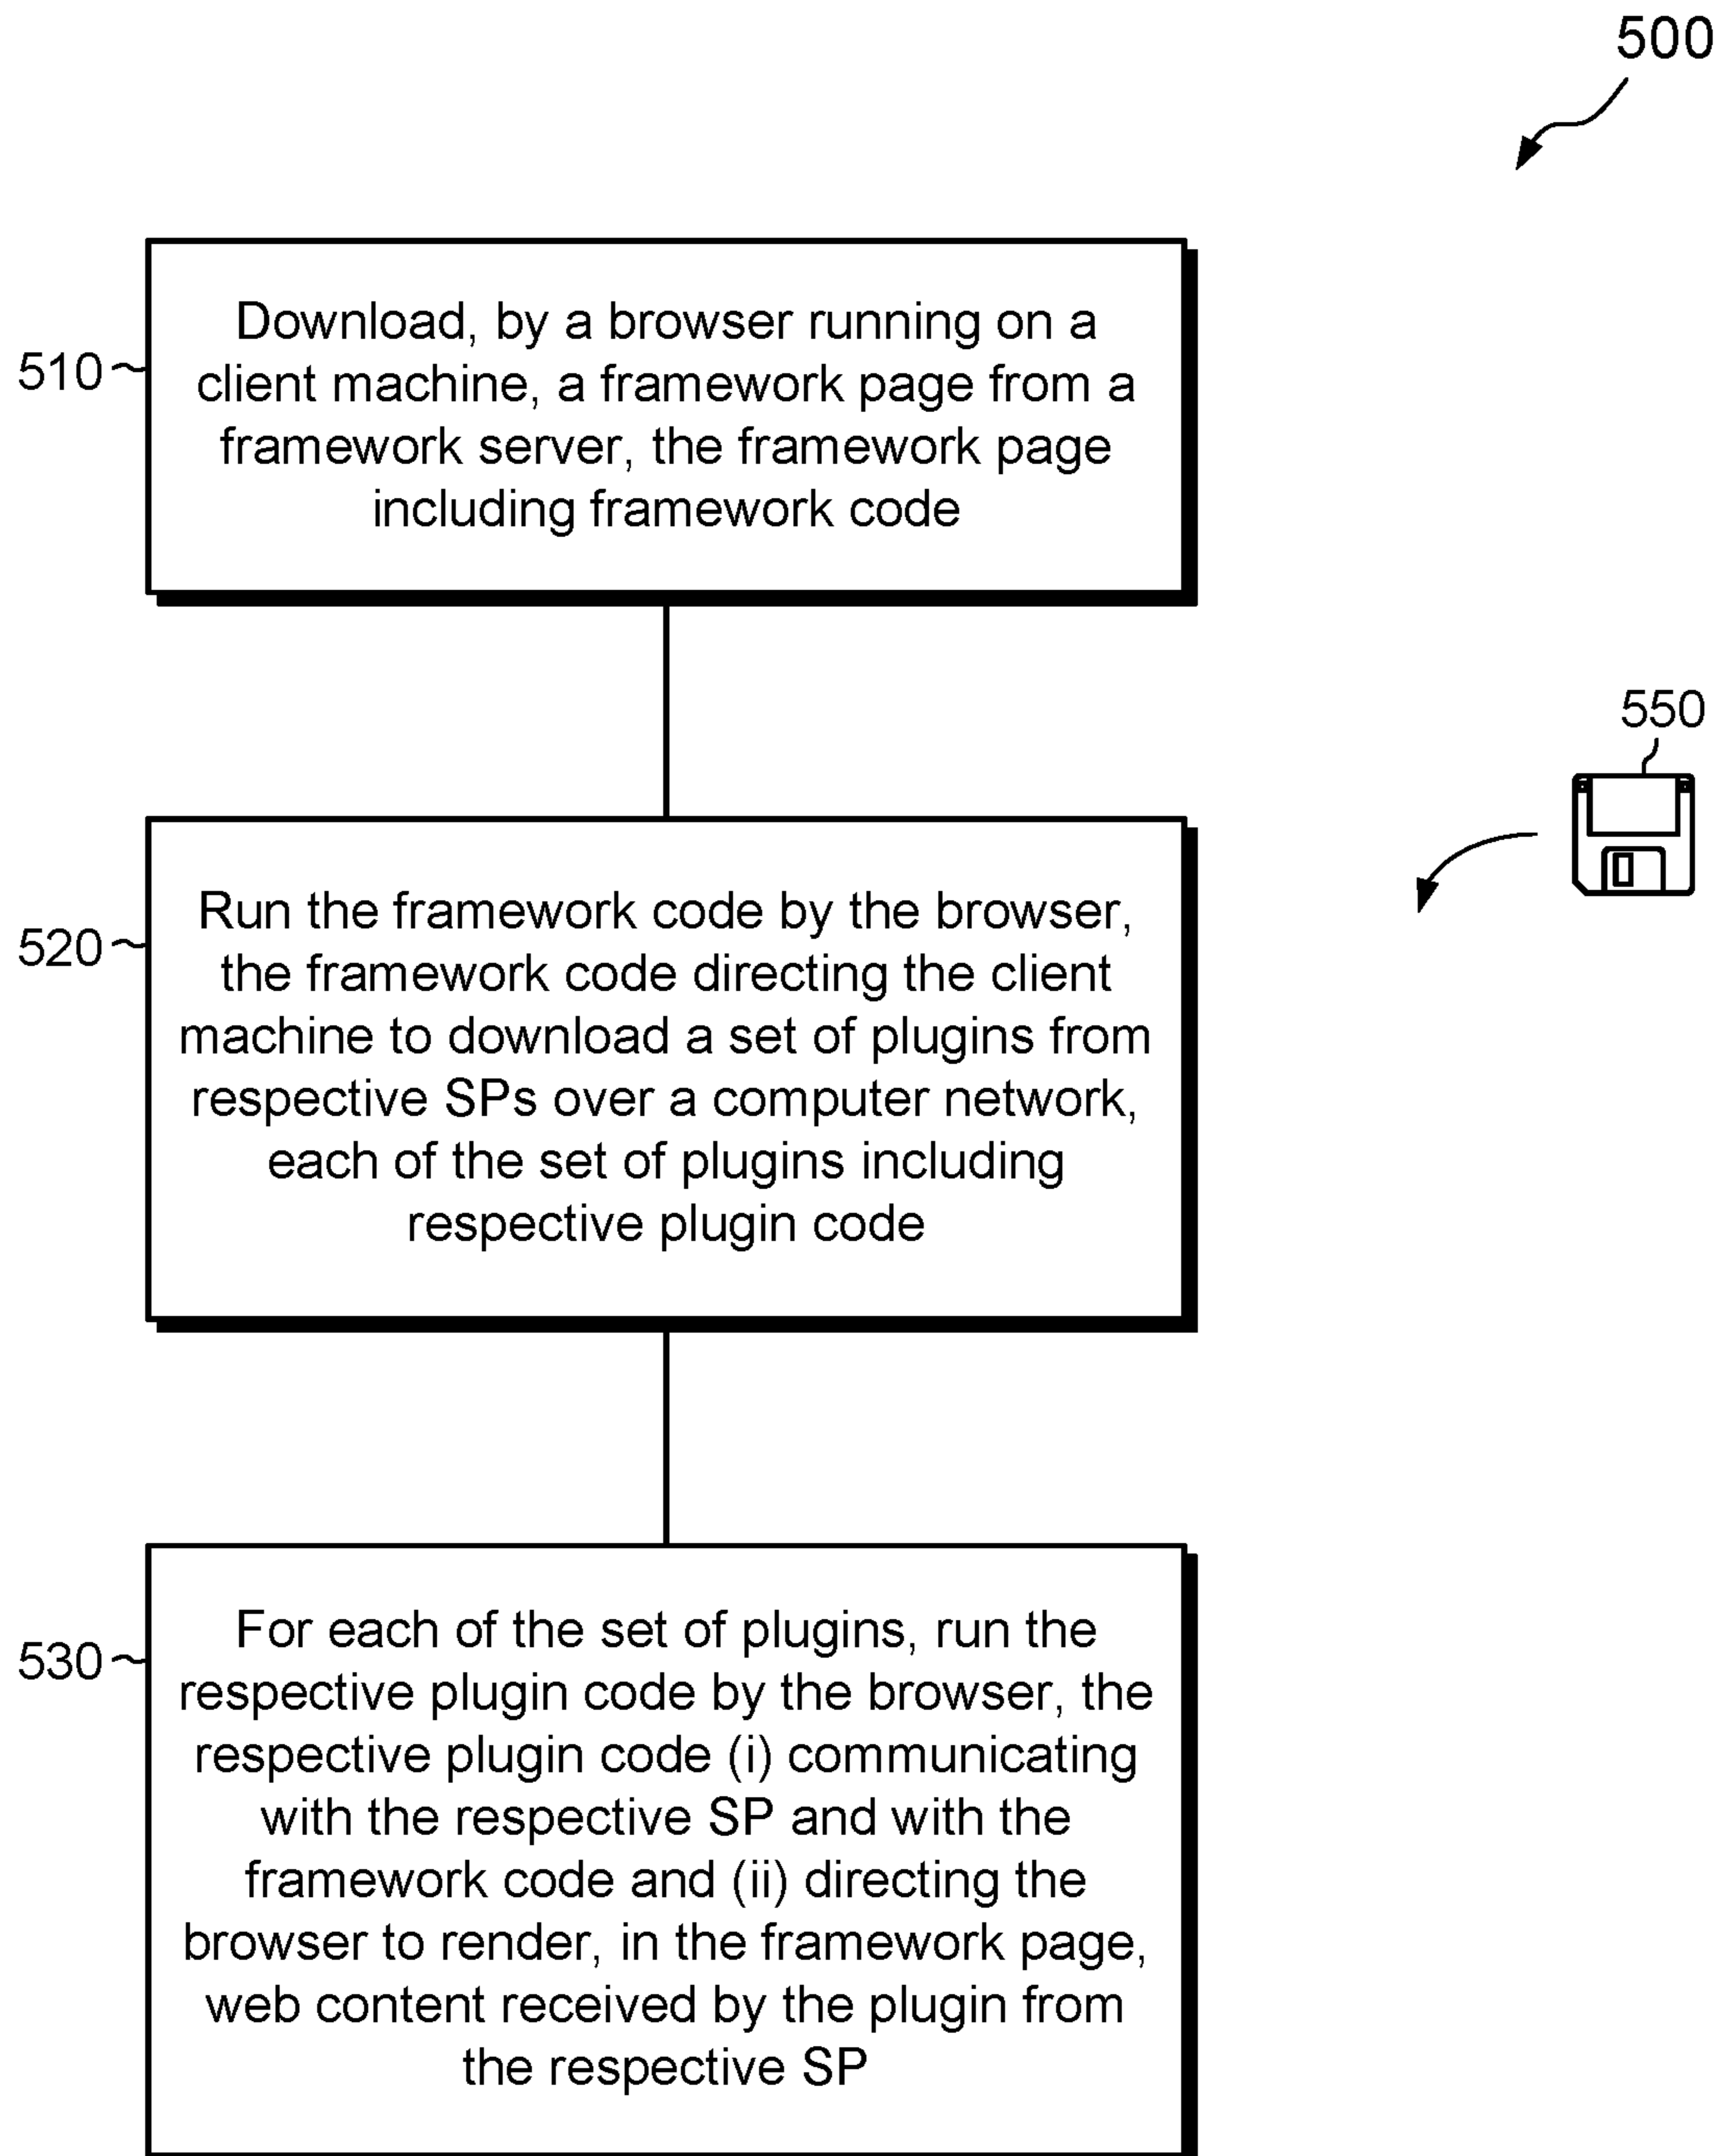 500
510
Download, by a browser running on a
client machine, a framework page from a
framework server, the framework page
including framework code
550
520
Run the framework code by the browser,
the framework code directing the client
machine to download a set of plugins from
respective SPs over a computer network,
each of the set of plugins including
respective plugin code
530
For each of the set of plugins, run the
respective plugin code by the browser, the
respective plugin code (i) communicating
with the respective SP and with the
framework code and (ii) directing the
browser to render, in the framework page,
web content received by the plugin from
the respective SP